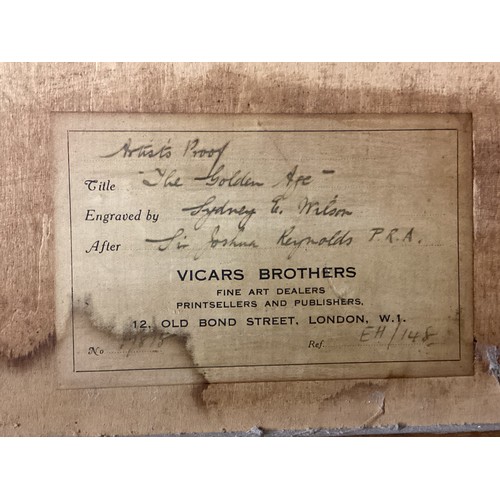 Artist's Proof
Title "The Golden Age"
Engraved by Sydney E. Wilson
After Sir Joshua Reynolds P.R.A.
VICARS BROTHERS
FINE ART DEALERS
PRINTSELLERS AND PUBLISHERS,
12, OLD BOND STREET, LONDON, W.1.
No Ref. EH/148